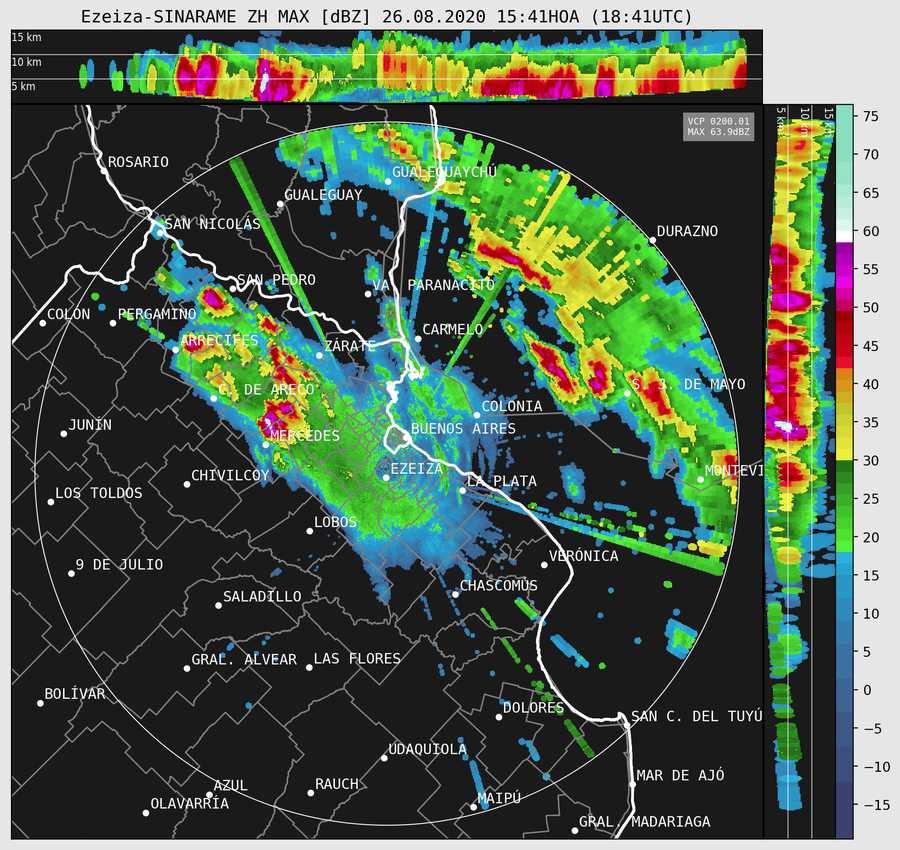 Ezeiza-SINARAME ZH MAX [dBZ] 26.08.2020 15:41HOA (18:41UTC)
15 km
10 km
5 km
5 km
10 km
15 km
VCP 0200.01
MAX 63.9dBZ
ROSARIO
GUALEGUAYCHÚ
GUALEGUAY
SAN NICOLÁS
DURAZNO
SAN PEDRO
VA. PARANACITO
COLÓN
PERGAMINO
CARMELO
ARRECIFES
ZÁRATE
C. DE ARECO
S. J. DE MAYO
COLONIA
JUNÍN
MERCEDES
BUENOS AIRES
EZEIZA
MONTEVI
CHIVILCOY
LA PLATA
LOS TOLDOS
LOBOS
9 DE JULIO
VERÓNICA
CHASCOMÚS
SALADILLO
GRAL. ALVEAR
LAS FLORES
BOLÍVAR
DOLORES
SAN C. DEL TUYÚ
UDAQUIOLA
MAR DE AJÓ
AZUL
RAUCH
OLAVARRÍA
MAIPÚ
GRAL. MADARIAGA
75
70
65
60
55
50
45
40
35
30
25
20
15
10
5
0
−5
−10
−15